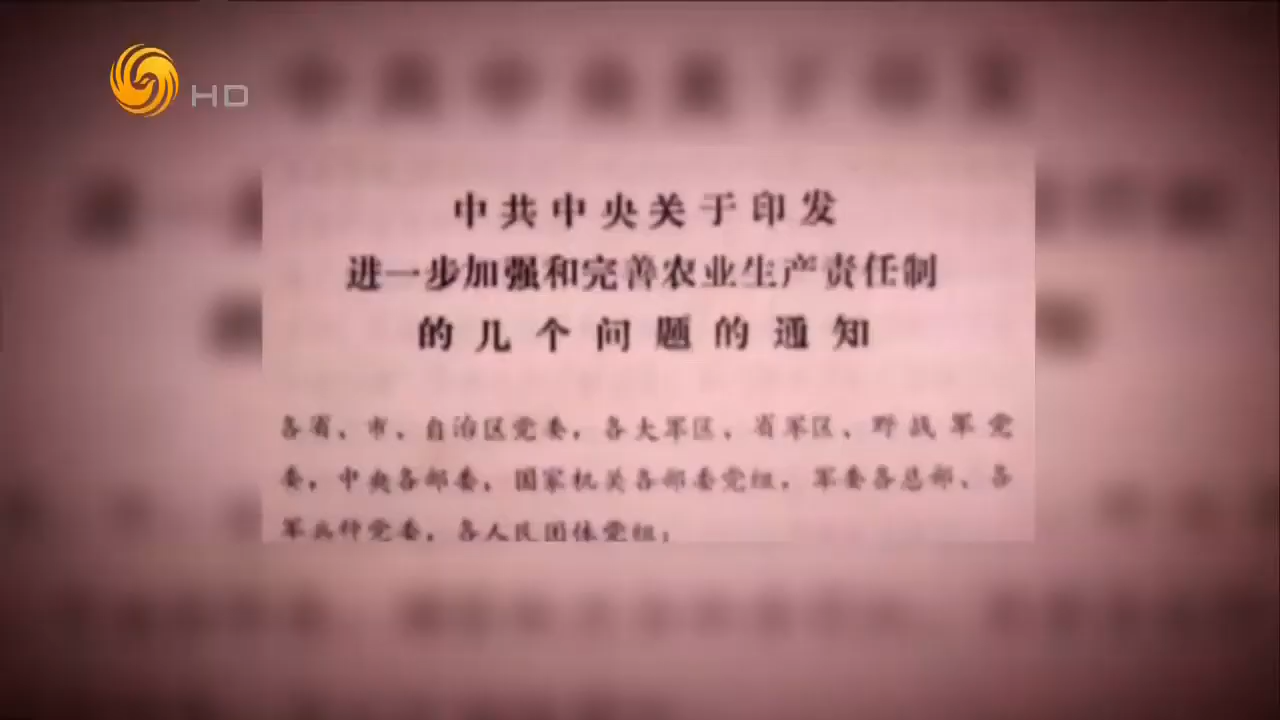 HD
中共中央关于印发
进一步加强和完善农业生产责任制
的几个问题的通知
各省、市、自治区党委，各大军区、省军区、野战军党
委，中央各部委，国家机关各部委党组，军委各总部、各
军兵种党委，各人民团体党组：